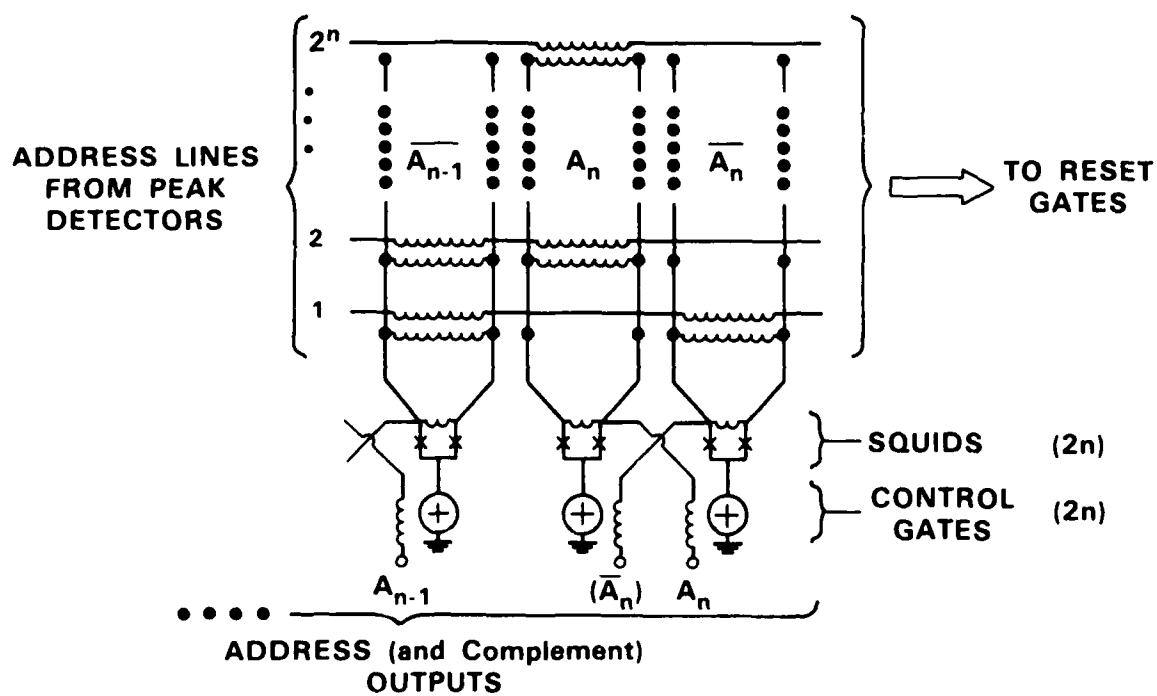 2ⁿ
ADDRESS LINES
FROM PEAK
DETECTORS
2
1
A̅ₙ₋₁
Aₙ
A̅ₙ
TO RESET
GATES
SQUIDS (2n)
CONTROL
GATES (2n)
Aₙ₋₁
(A̅ₙ)
Aₙ
ADDRESS (and Complement)
OUTPUTS